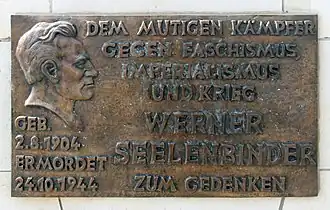 DEM MUTIGEN KÄMPFER
GEGEN FASCHISMUS
IMPERIALISMUS
UND KRIEG
WERNER
SEELENBINDER
ZUM GEDENKEN
GEB.
2.8.1904
ERMORDET
24.10.1944